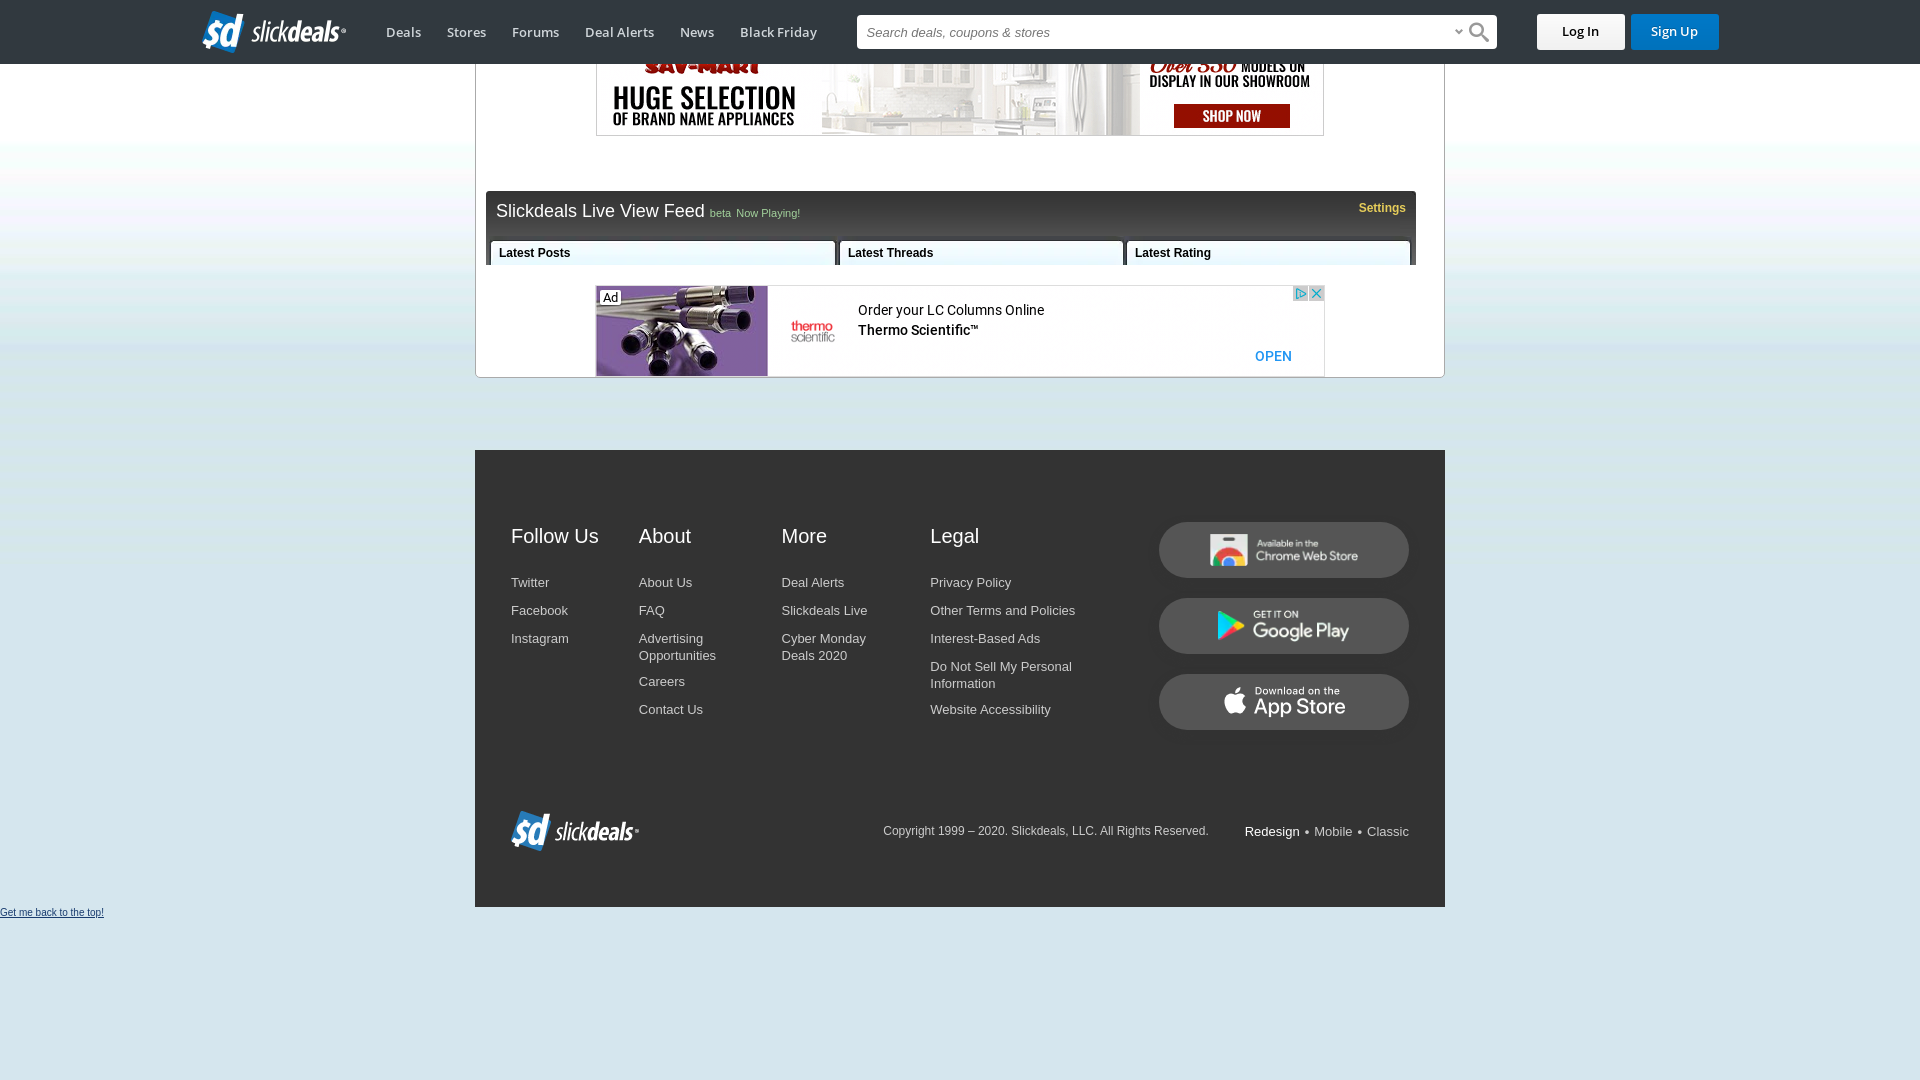 slickdeals
Deals
Stores
Forums
Deal Alerts
News
Black Friday
Search deals, coupons & stores
Log In
Sign Up
SAV-MART
HUGE SELECTION
OF BRAND NAME APPLIANCES
Over 350 MODELS ON
DISPLAY IN OUR SHOWROOM
SHOP NOW
Slickdeals Live View Feed beta Now Playing!
Settings
Latest Posts
Latest Threads
Latest Rating
Ad
thermo
scientific
Order your LC Columns Online
Thermo Scientific™
OPEN
Follow Us
Twitter
Facebook
Instagram
About
About Us
FAQ
Advertising
Opportunities
Careers
Contact Us
More
Deal Alerts
Slickdeals Live
Cyber Monday
Deals 2020
Legal
Privacy Policy
Other Terms and Policies
Interest-Based Ads
Do Not Sell My Personal
Information
Website Accessibility
Available in the
Chrome Web Store
GET IT ON
Google Play
Download on the
App Store
slickdeals
Copyright 1999 – 2020. Slickdeals, LLC. All Rights Reserved.
Redesign • Mobile • Classic
Get me back to the top!